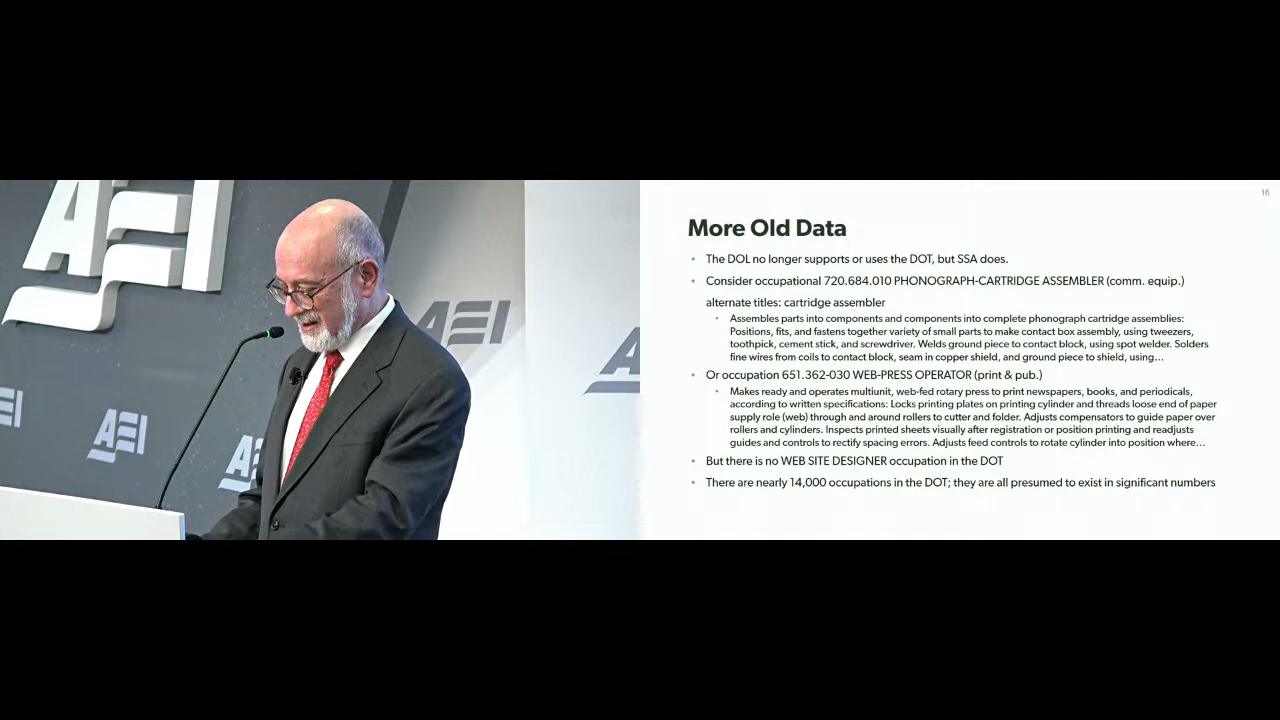 AEI
AEI
AEI
16
More Old Data
• The DOL no longer supports or uses the DOT, but SSA does.
• Consider occupational 720.684.010 PHONOGRAPH-CARTRIDGE ASSEMBLER (comm. equip.)
alternate titles: cartridge assembler
• Assembles parts into components and components into complete phonograph cartridge assemblies:
Positions, fits, and fastens together variety of small parts to make contact box assembly, using tweezers,
toothpick, cement stick, and screwdriver. Welds ground piece to contact block, using spot welder. Solders
fine wires from coils to contact block, seam in copper shield, and ground piece to shield, using…
• Or occupation 651.362-030 WEB-PRESS OPERATOR (print & pub.)
• Makes ready and operates multiunit, web-fed rotary press to print newspapers, books, and periodicals,
according to written specifications: Locks printing plates on printing cylinder and threads loose end of paper
supply role (web) through and around rollers to cutter and folder. Adjusts compensators to guide paper over
rollers and cylinders. Inspects printed sheets visually after registration or position printing and readjusts
guides and controls to rectify spacing errors. Adjusts feed controls to rotate cylinder into position where…
• But there is no WEB SITE DESIGNER occupation in the DOT
• There are nearly 14,000 occupations in the DOT; they are all presumed to exist in significant numbers